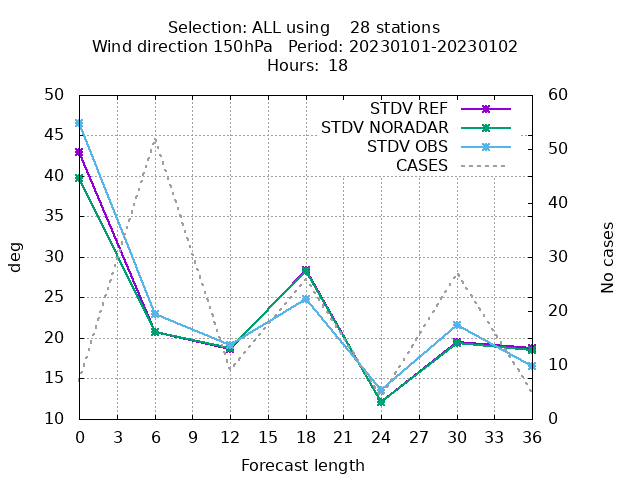 Selection: ALL using    28 stations
Wind direction 150hPa   Period: 20230101-20230102
Hours: 18
STDV REF
STDV NORADAR
STDV OBS
CASES
deg
50
45
40
35
30
25
20
15
10
No cases
60
50
40
30
20
10
0
0 3 6 9 12 15 18 21 24 27 30 33 36
Forecast length